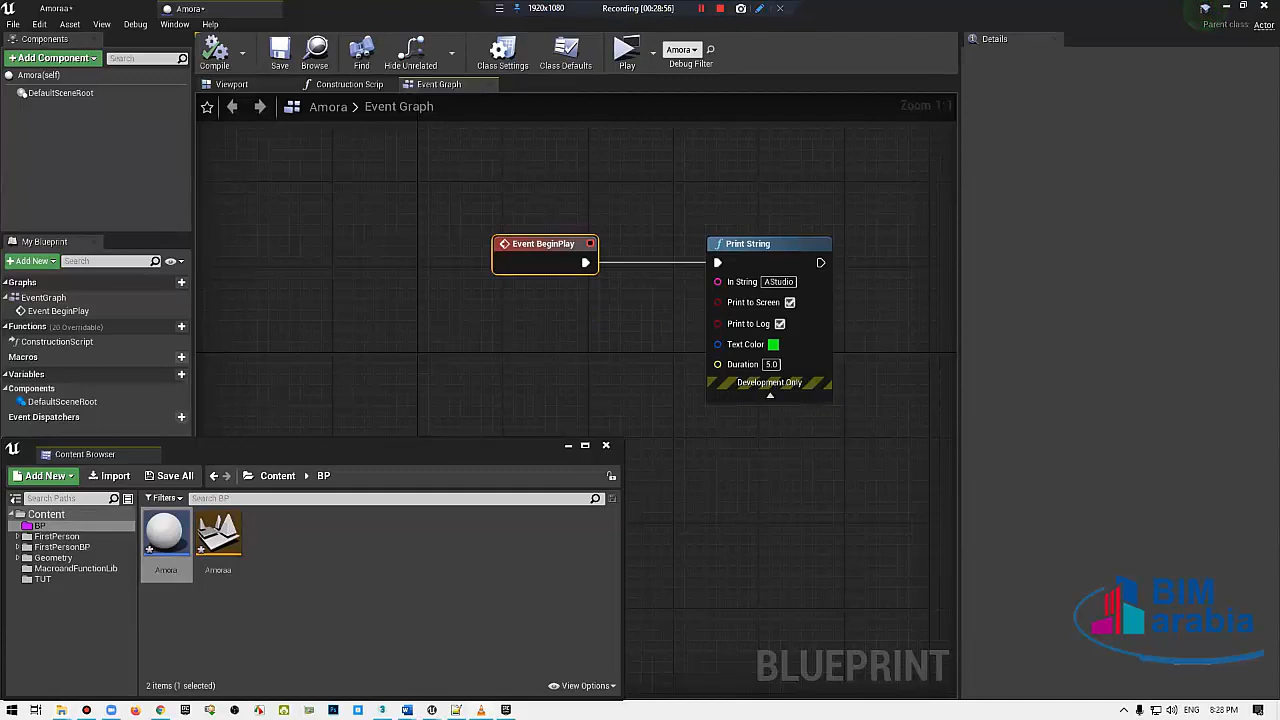 Amoraa•
Amora•
1920x1080
Recording [00:28:56]
File Edit Asset View Debug Window Help
Parent class: Actor
Components
+ Add Component
Search
Amora(self)
DefaultSceneRoot
Compile
Save
Browse
Find
Hide Unrelated
Class Settings
Class Defaults
Play
Amora
Debug Filter
Details
Viewport
Construction Scrip
Event Graph
Amora > Event Graph
Zoom 1:1
Event BeginPlay
Print String
In String AStudio
Print to Screen
Print to Log
Text Color
Duration 5.0
Development Only
My Blueprint
+ Add New
Search
Graphs
EventGraph
Event BeginPlay
Functions (20 Overridable)
ConstructionScript
Macros
Variables
Components
DefaultSceneRoot
Event Dispatchers
Content Browser
Add New
Import
Save All
Content
BP
Search Paths
Filters
Search BP
Content
BP
FirstPerson
FirstPersonBP
Geometry
MacroandFunctionLib
TUT
Amora
Amoraa
2 items (1 selected)
View Options
BLUEPRINT
BIM
arabia
ENG
8:28 PM